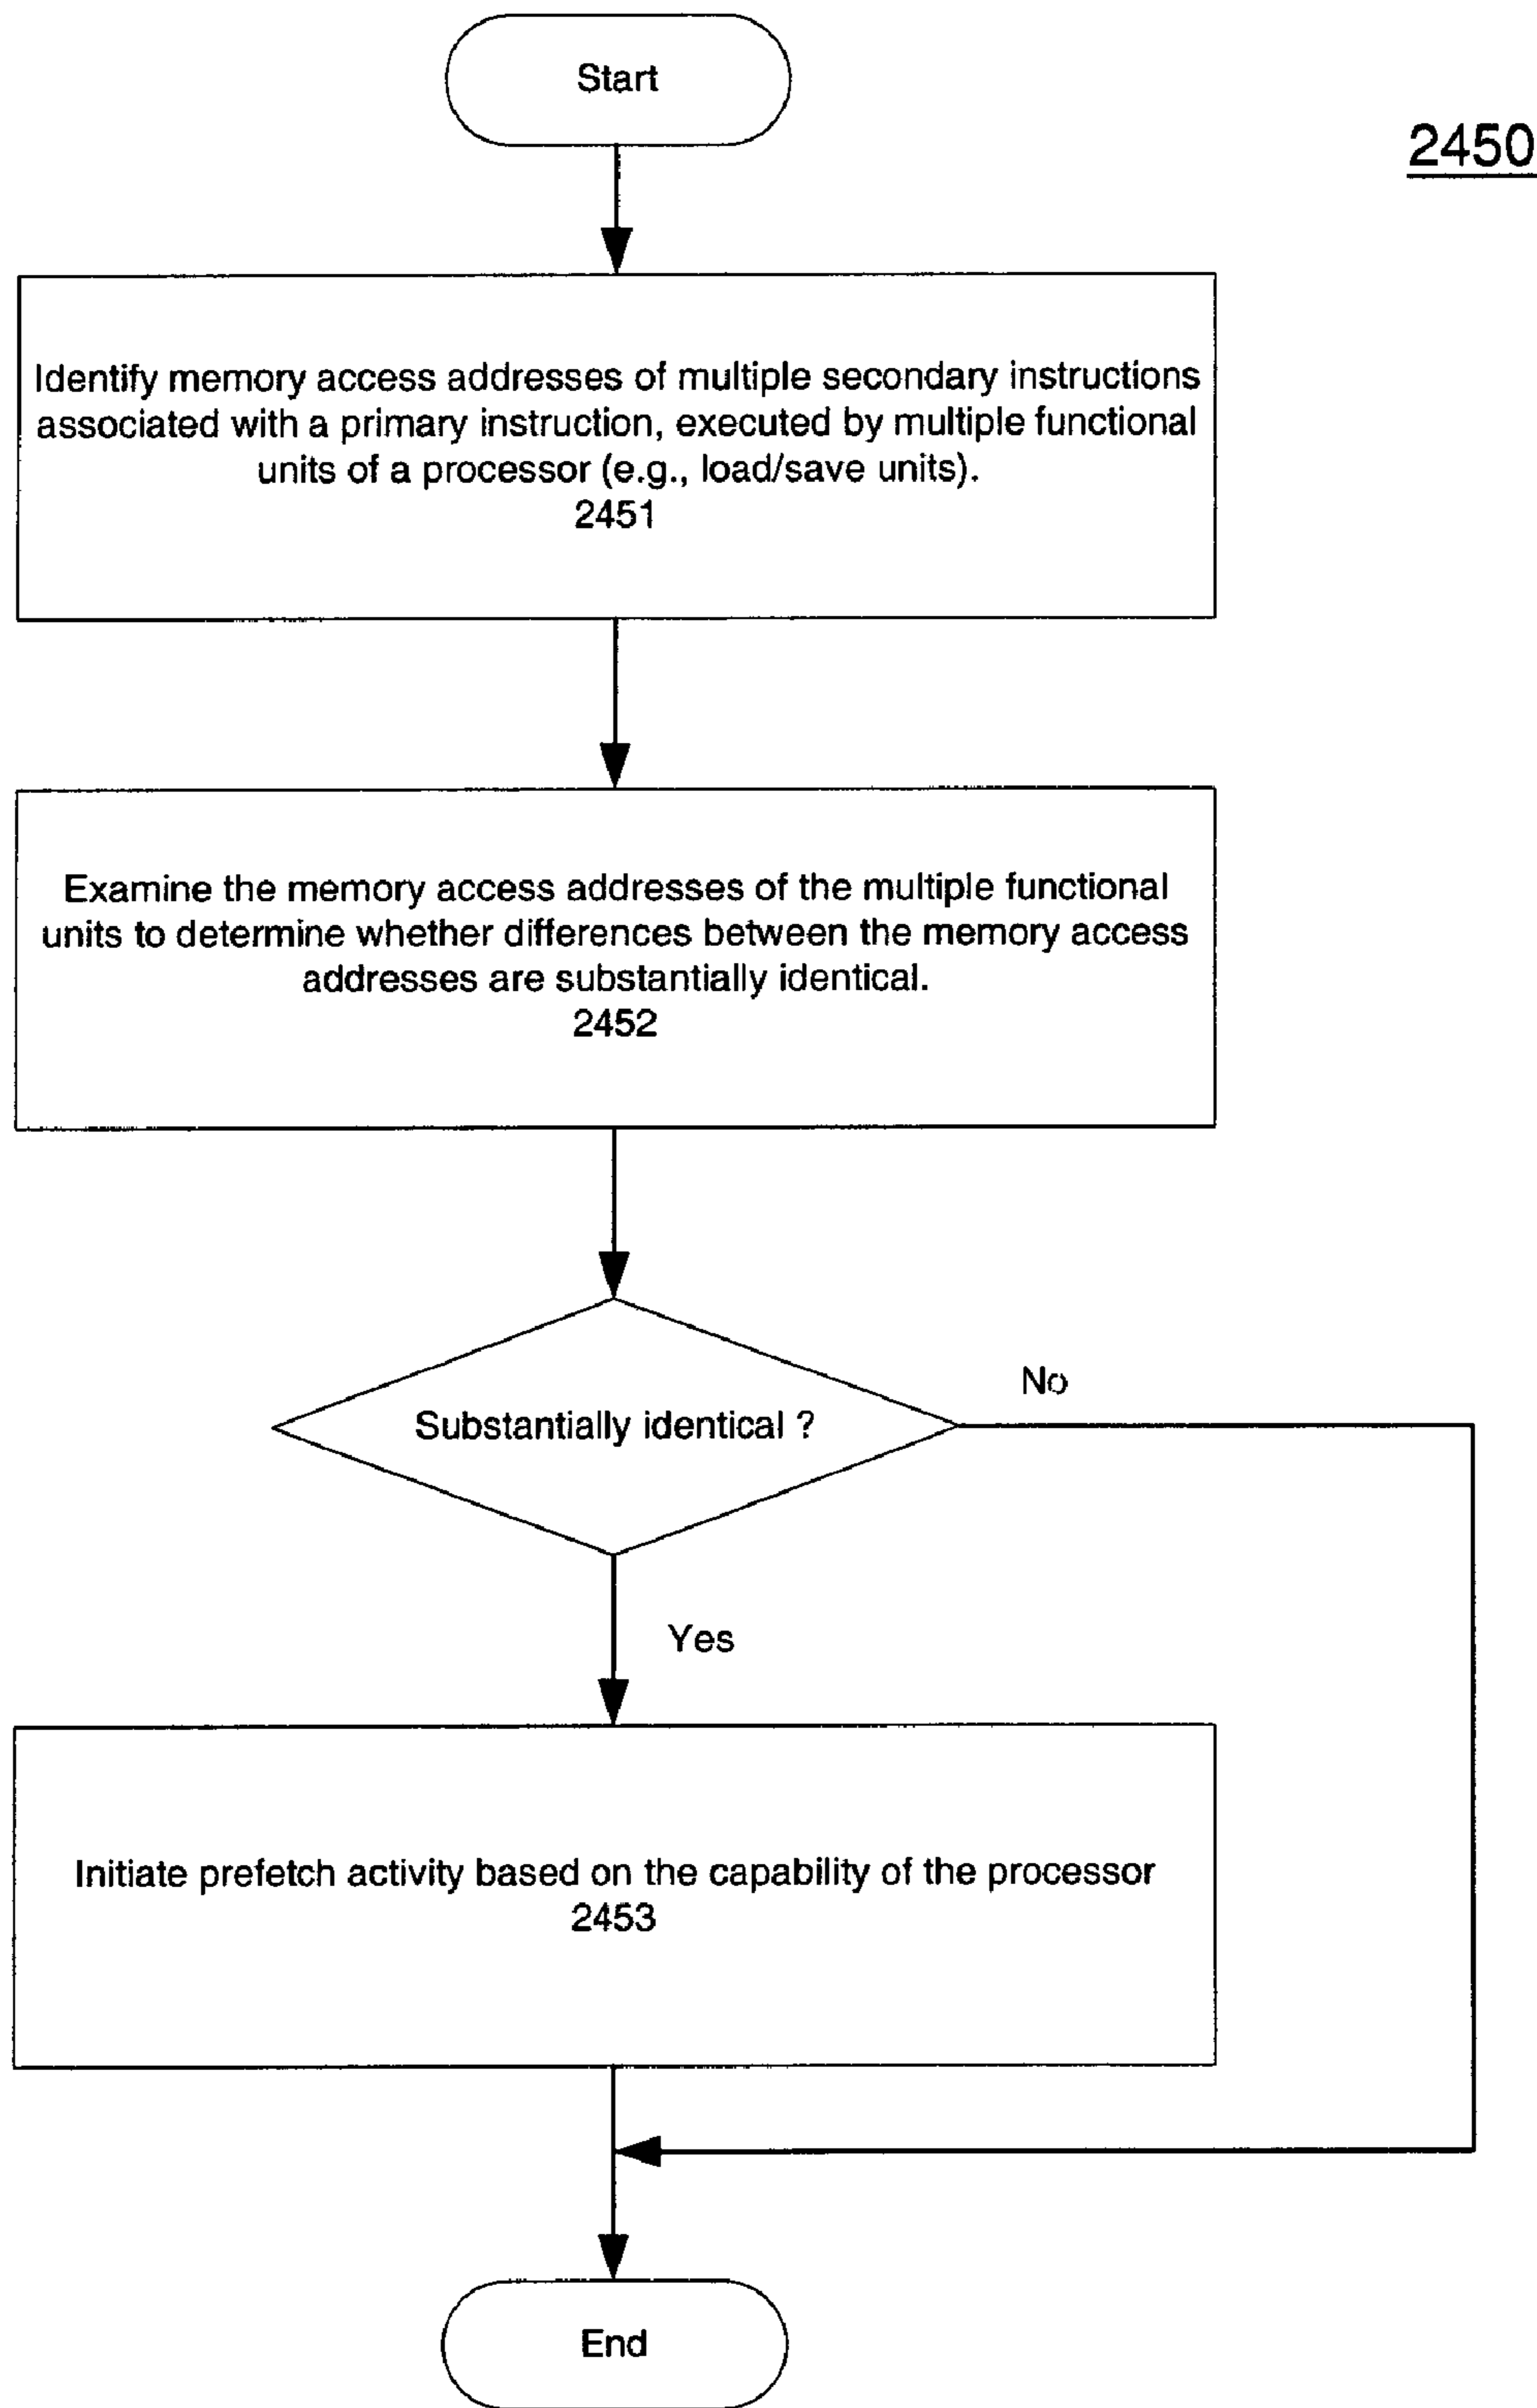 Start
2450
Identify memory access addresses of multiple secondary instructions
associated with a primary instruction, executed by multiple functional
units of a processor (e.g., load/save units).
2451
Examine the memory access addresses of the multiple functional
units to determine whether differences between the memory access
addresses are substantially identical.
2452
Substantially identical ?
No
Yes
Initiate prefetch activity based on the capability of the processor
2453
End